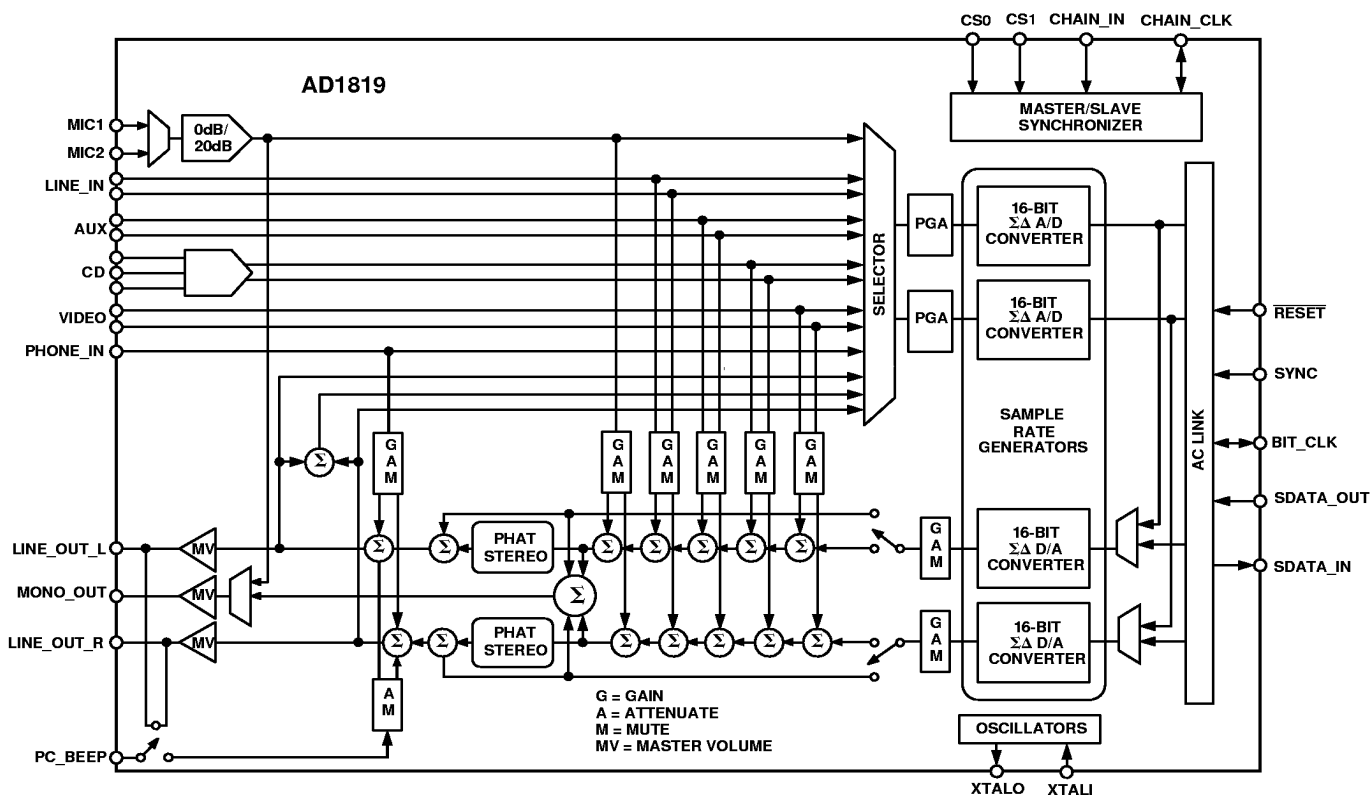 CS0 CS1 CHAIN_IN CHAIN_CLK
AD1819
MASTER/SLAVE
SYNCHRONIZER
MIC1
MIC2
0dB/
20dB
LINE_IN
AUX
CD
VIDEO
PHONE_IN
SELECTOR
PGA
16-BIT
ΣΔ A/D
CONVERTER
PGA
16-BIT
ΣΔ A/D
CONVERTER
SAMPLE
RATE
GENERATORS
AC LINK
RESET
SYNC
BIT_CLK
SDATA_OUT
SDATA_IN
G
A
M
G
A
M
G
A
M
G
A
M
G
A
M
G
A
M
Σ
LINE_OUT_L
MV
Σ
Σ
PHAT
STEREO
Σ
Σ
Σ
Σ
Σ
G
A
M
16-BIT
ΣΔ D/A
CONVERTER
MONO_OUT
MV
Σ
LINE_OUT_R
MV
Σ
Σ
PHAT
STEREO
Σ
Σ
Σ
Σ
Σ
G
A
M
16-BIT
ΣΔ D/A
CONVERTER
A
M
G = GAIN
A = ATTENUATE
M = MUTE
MV = MASTER VOLUME
PC_BEEP
OSCILLATORS
XTALO XTALI